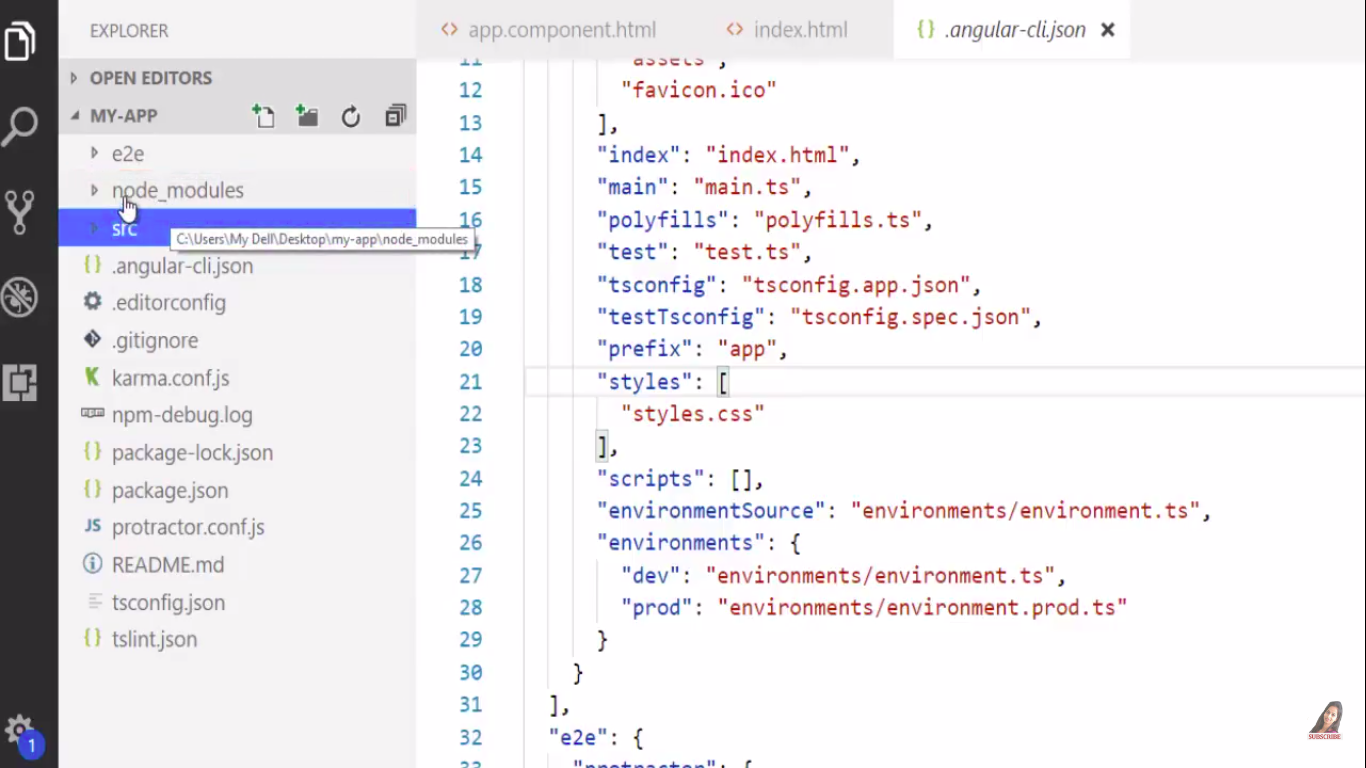 EXPLORER
OPEN EDITORS
MY-APP
e2e
node_modules
src
C:\Users\My Dell\Desktop\my-app\node_modules
.angular-cli.json
.editorconfig
.gitignore
karma.conf.js
npm-debug.log
package-lock.json
package.json
protractor.conf.js
README.md
tsconfig.json
tslint.json
1
app.component.html
index.html
.angular-cli.json
11 "assets",
12 "favicon.ico"
13 ],
14 "index": "index.html",
15 "main": "main.ts",
16 "polyfills": "polyfills.ts",
17 "test": "test.ts",
18 "tsconfig": "tsconfig.app.json",
19 "testTsconfig": "tsconfig.spec.json",
20 "prefix": "app",
21 "styles": [
22 "styles.css"
23 ],
24 "scripts": [],
25 "environmentSource": "environments/environment.ts",
26 "environments": {
27 "dev": "environments/environment.ts",
28 "prod": "environments/environment.prod.ts"
29 }
30 }
31 ],
32 "e2e": {
33 "protractor": {
SUBSCRIBE